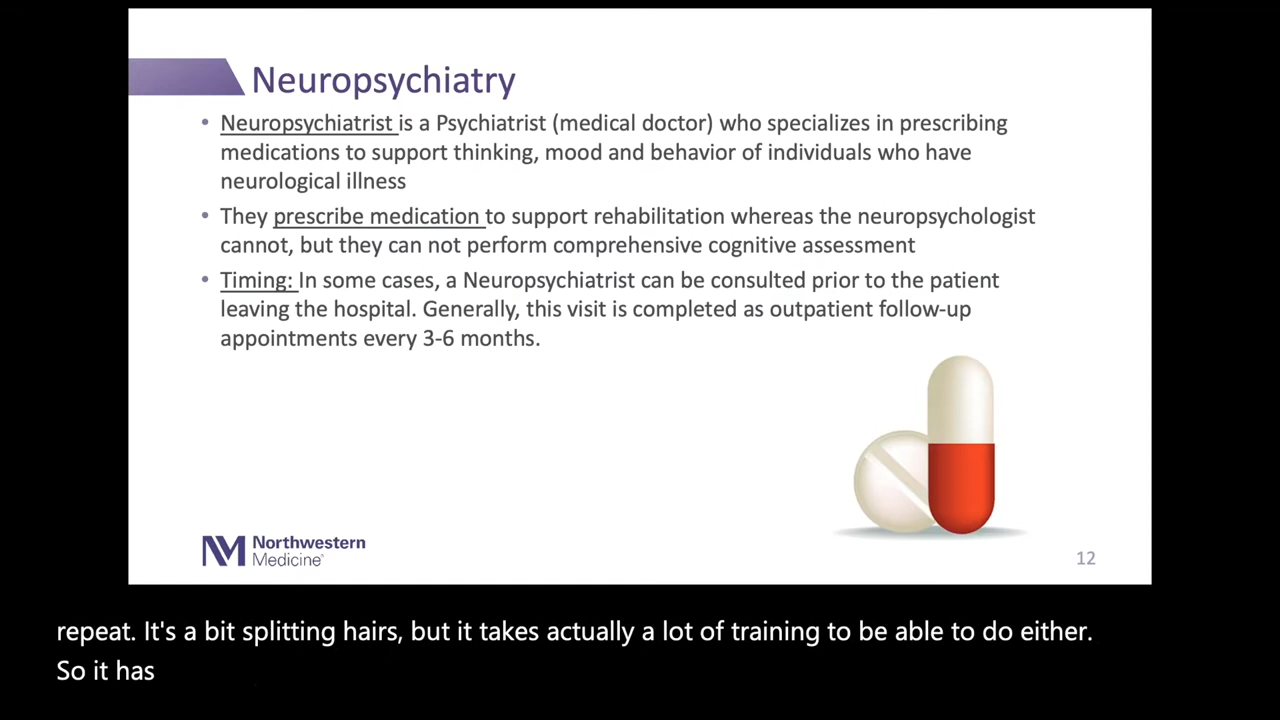 Neuropsychiatry
• Neuropsychiatrist is a Psychiatrist (medical doctor) who specializes in prescribing
medications to support thinking, mood and behavior of individuals who have
neurological illness
• They prescribe medication to support rehabilitation whereas the neuropsychologist
cannot, but they can not perform comprehensive cognitive assessment
• Timing: In some cases, a Neuropsychiatrist can be consulted prior to the patient
leaving the hospital. Generally, this visit is completed as outpatient follow-up
appointments every 3-6 months.
NM Northwestern
Medicine®
12
repeat. It's a bit splitting hairs, but it takes actually a lot of training to be able to do either.
So it has